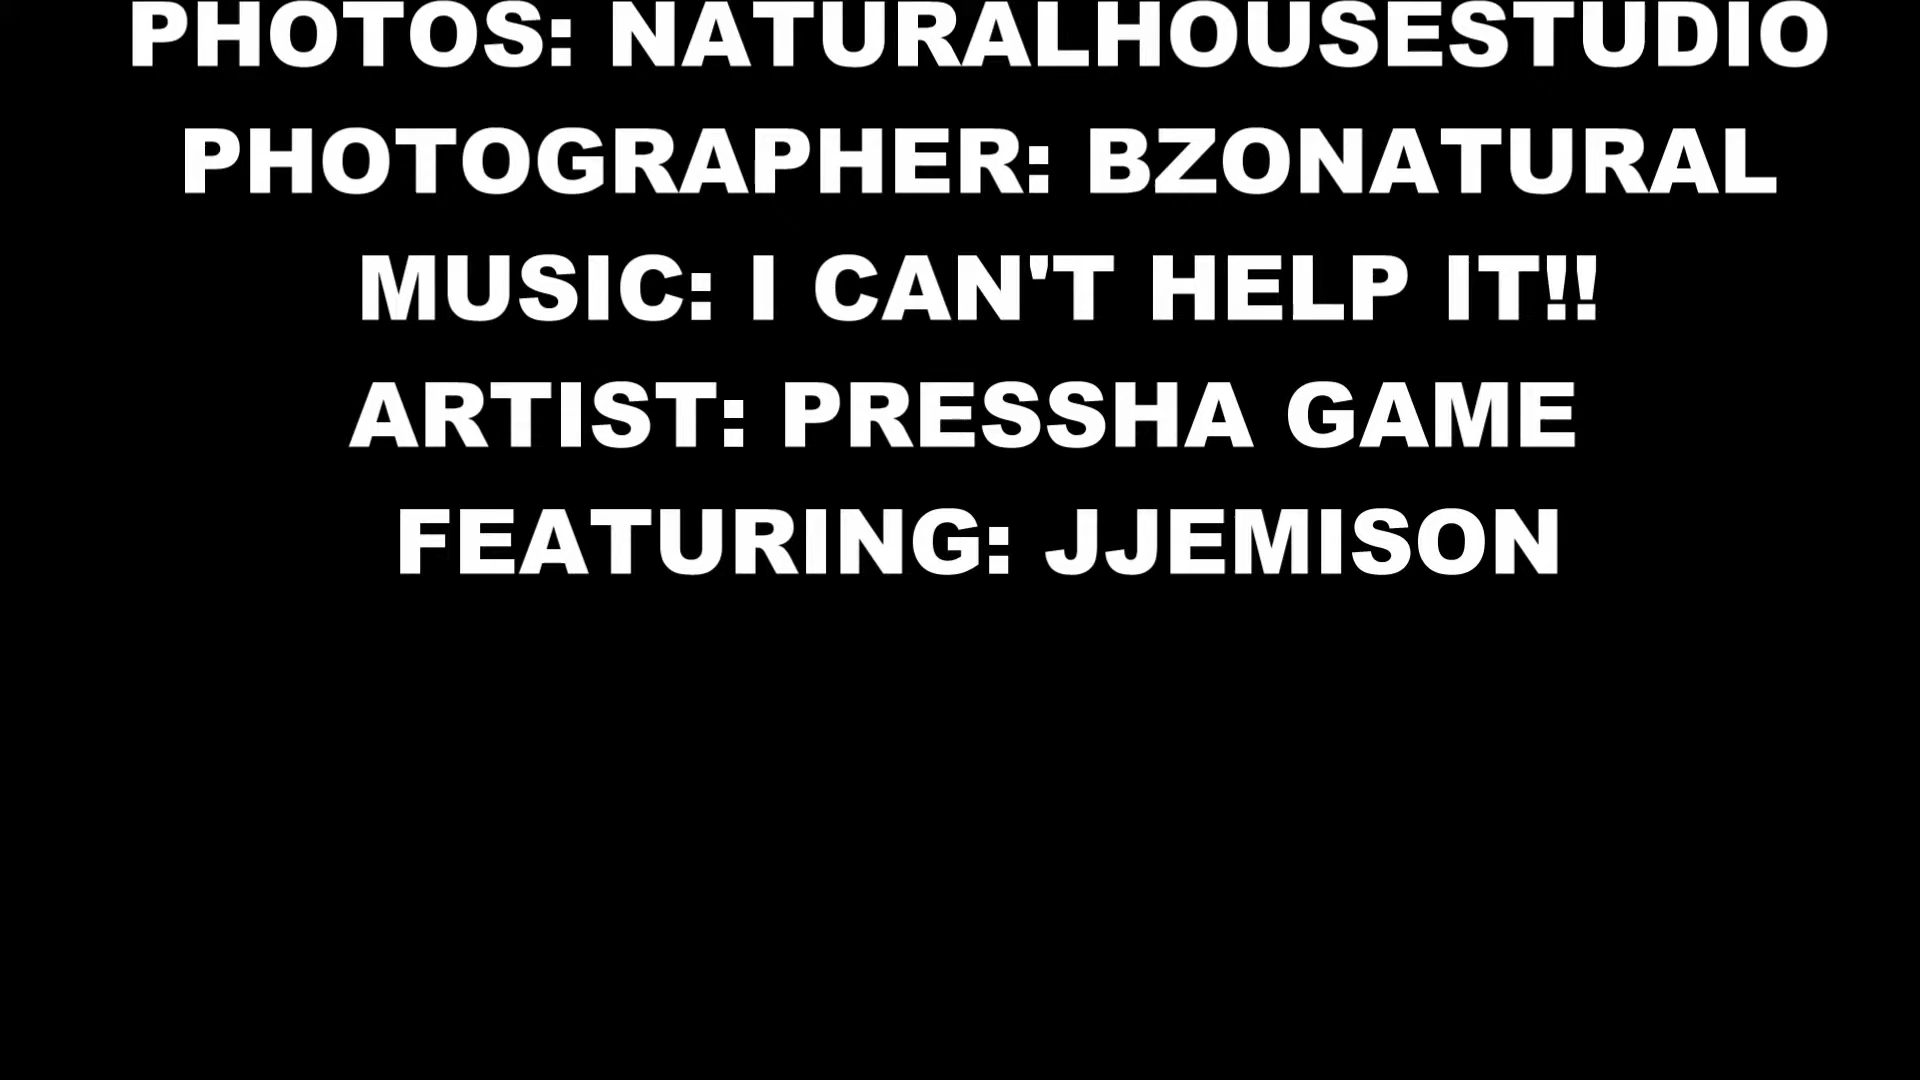 PHOTOS: NATURALHOUSESTUDIO
PHOTOGRAPHER: BZONATURAL
MUSIC: I CAN'T HELP IT!!
ARTIST: PRESSHA GAME
FEATURING: JJEMISON